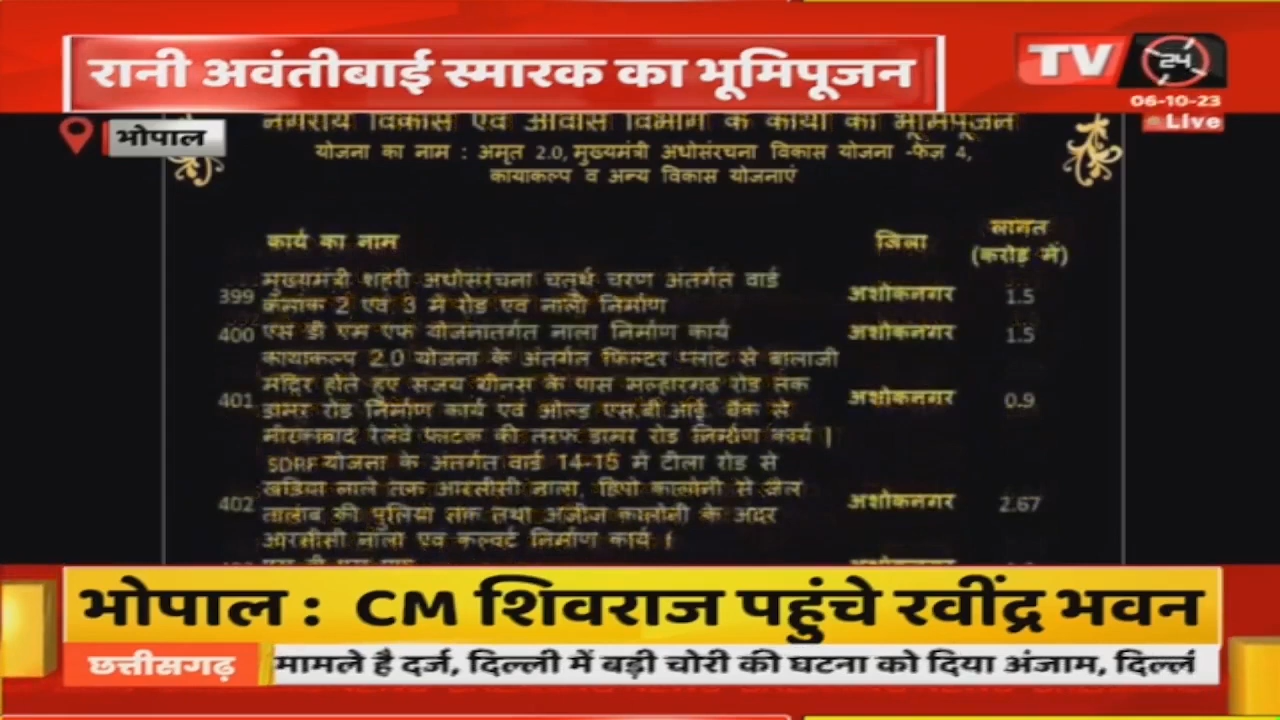 रानी अवंतीबाई स्मारक का भूमिपूजन
TV 24
06-10-23
Live
भोपाल
नगरीय विकास एवं आवास विभाग के कार्यों का भूमिपूजन
योजना का नाम : अमृत 2.0, मुख्यमंत्री अधोसंरचना विकास योजना -फेज 4,
कायाकल्प व अन्य विकास योजनाएं
कार्य का नाम जिला लागत
(करोड़ में)
399 मुख्यमंत्री शहरी अधोसंरचना चतुर्थ चरण अंतर्गत वार्ड
क्रमांक 2 एवं 3 में रोड एवं नाली निर्माण अशोकनगर 1.5
400 एस डी एम एफ योजनातर्गत नाला निर्माण कार्य अशोकनगर 1.5
कायाकल्प 2.0 योजना के अंतर्गत फिल्टर प्लांट से बालाजी
मंदिर होते हुए संजय ग्रीनस के पास मल्हारगढ़ रोड तक
401 डामर रोड निर्माण कार्य एवं ओल्ड एस.बी.आई. बैंक से अशोकनगर 0.9
रेलवे फाटक की तरफ डामर रोड निर्माण कार्य |
SDRF योजना के अंतर्गत वार्ड 14-15 में टीला रोड से
नाले तक आरसीसी नाला, कालोनी से जेल
402 तालाब की पुलिया तक तथा अजीज कालोनी के अंदर अशोकनगर 2.67
आरसीसी नाला एवं कल्वर्ट निर्माण कार्य |
भोपाल : CM शिवराज पहुंचे रवींद्र भवन
छत्तीसगढ़ मामले है दर्ज, दिल्ली में बड़ी चोरी की घटना को दिया अंजाम,